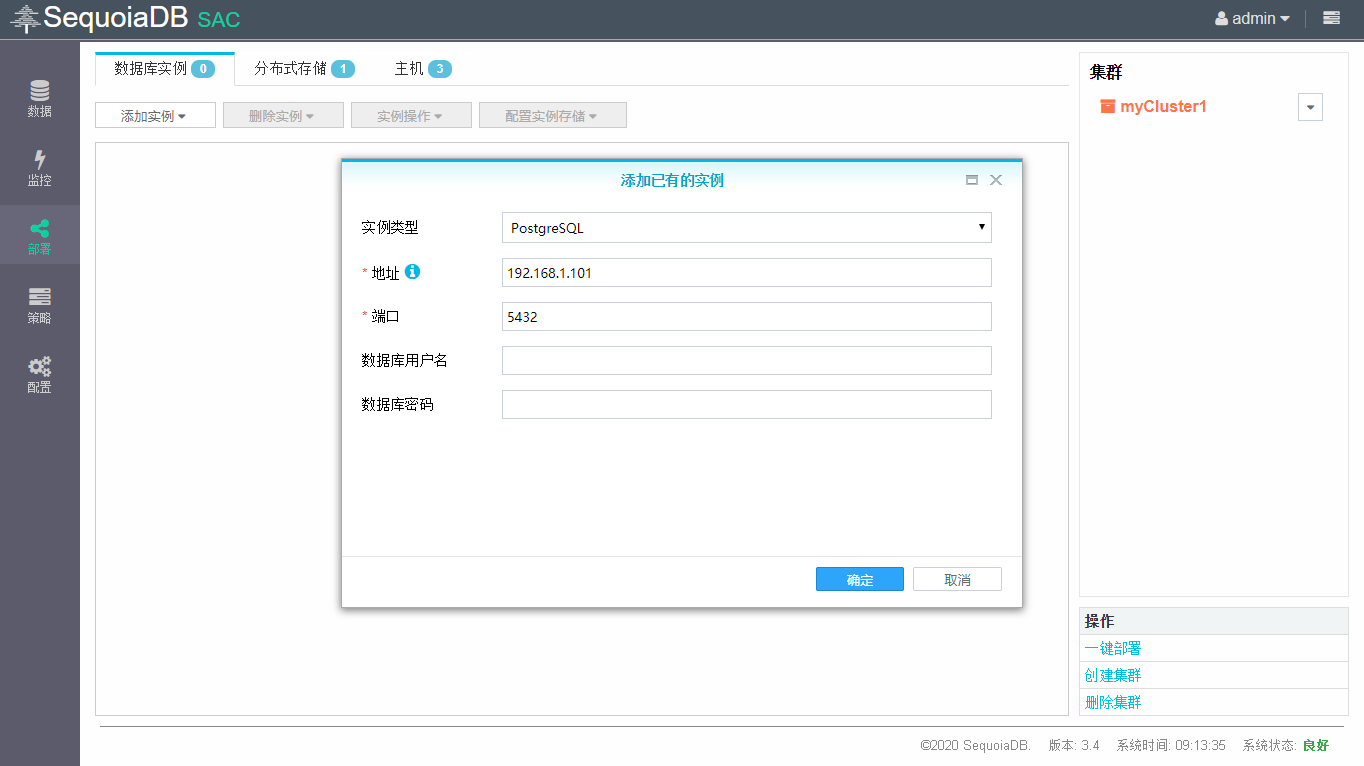 SequoiaDB SAC
admin
数据
监控
部署
策略
配置
数据库实例 0 分布式存储 1 主机 3
添加实例 删除实例 实例操作 配置实例存储
添加已有的实例
实例类型 PostgreSQL
* 地址 192.168.1.101
* 端口 5432
数据库用户名
数据库密码
确定 取消
集群
myCluster1
操作
一键部署
创建集群
删除集群
©2020 SequoiaDB. 版本: 3.4 系统时间: 09:13:35 系统状态: 良好